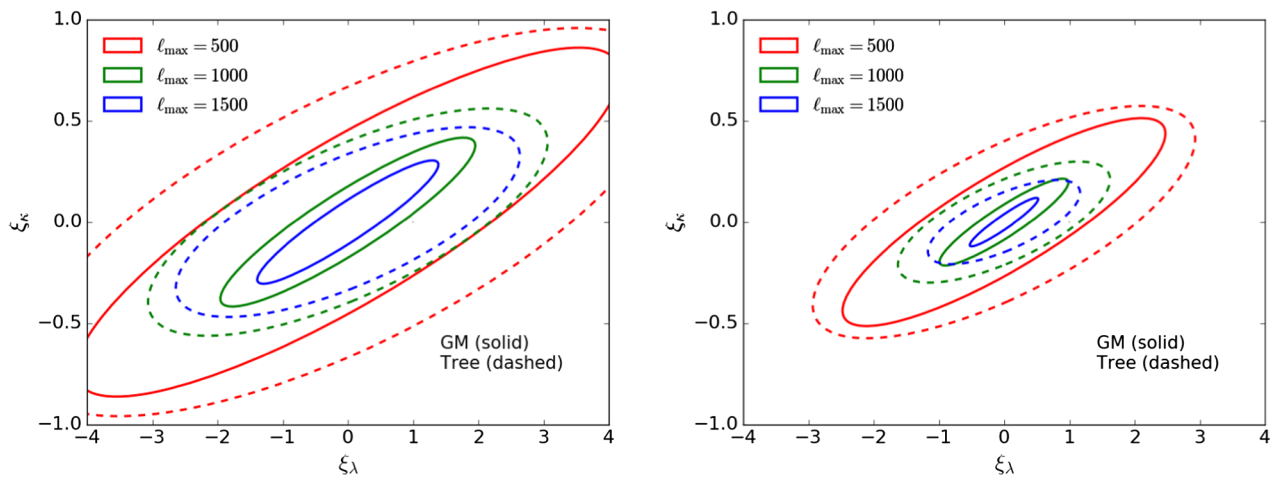 1.0
0.5
0.0
−0.5
−1.0
ξκ
−4 −3 −2 −1 0 1 2 3 4
ξλ
ℓmax = 500
ℓmax = 1000
ℓmax = 1500
GM (solid)
Tree (dashed)
1.0
0.5
0.0
−0.5
−1.0
ξκ
−4 −3 −2 −1 0 1 2 3 4
ξλ
ℓmax = 500
ℓmax = 1000
ℓmax = 1500
GM (solid)
Tree (dashed)